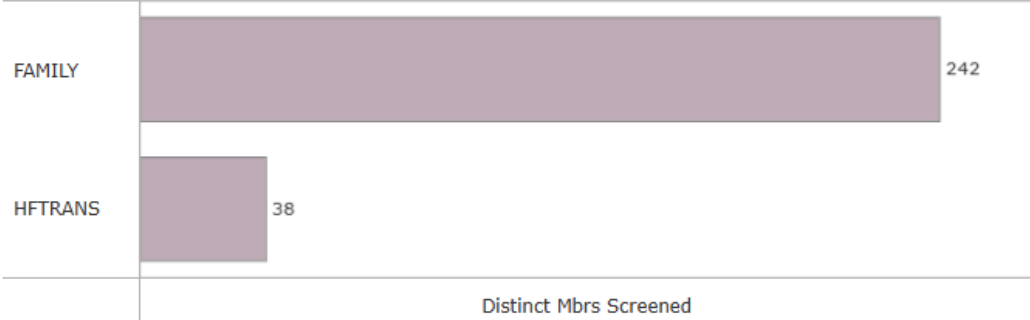 FAMILY
242
HFTRANS
38
Distinct Mbrs Screened